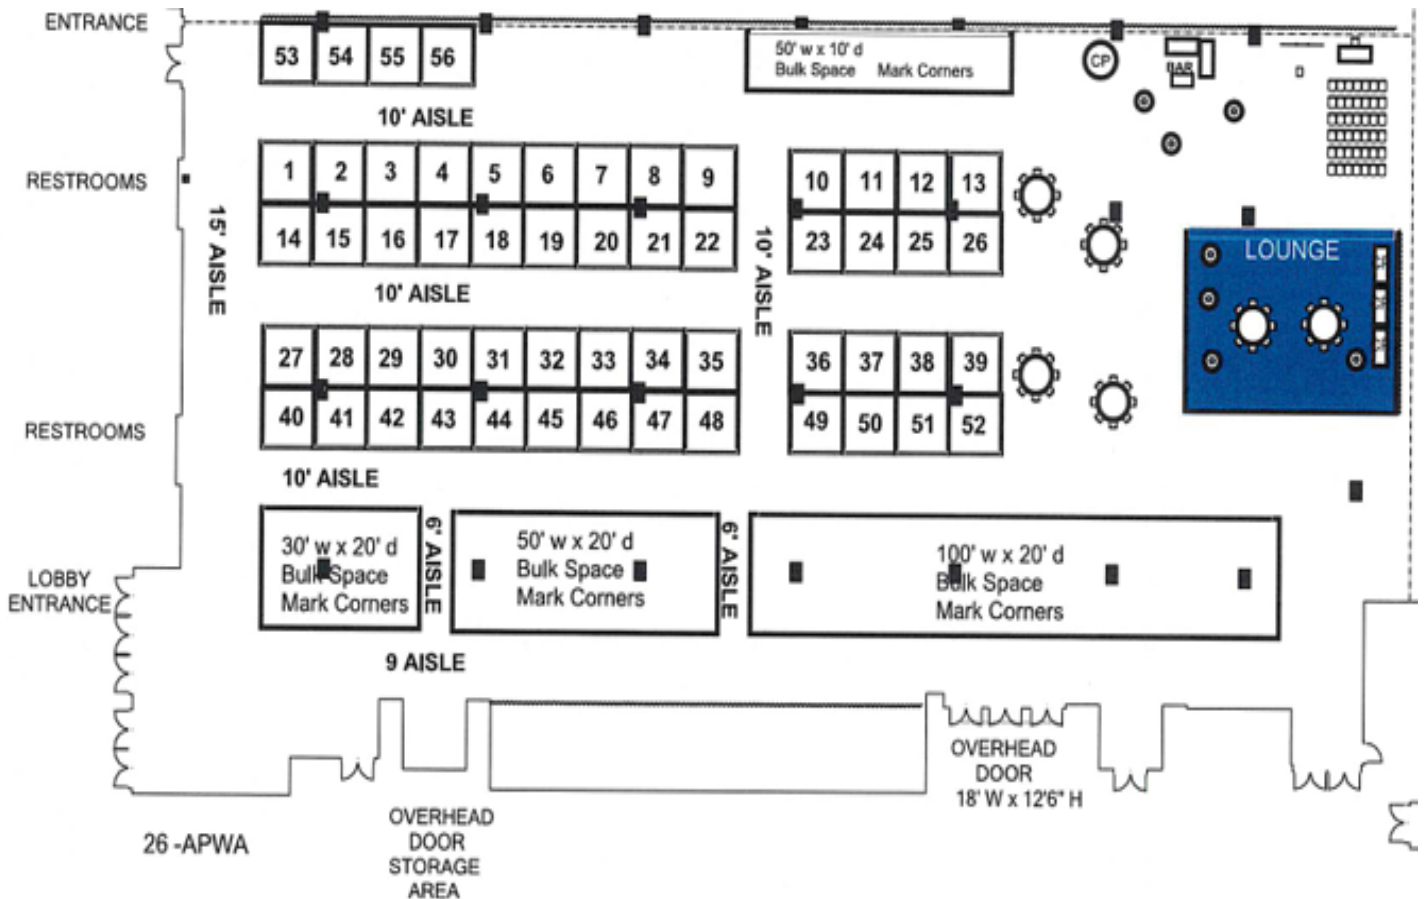 ENTRANCE
53 54 55 56
50' w x 10' d
Bulk Space Mark Corners
CP
BAR
10' AISLE
RESTROOMS
1 2 3 4 5 6 7 8 9
10 11 12 13
14 15 16 17 18 19 20 21 22
23 24 25 26
15' AISLE
10' AISLE
10' AISLE
LOUNGE
27 28 29 30 31 32 33 34 35
36 37 38 39
40 41 42 43 44 45 46 47 48
49 50 51 52
RESTROOMS
10' AISLE
30' w x 20' d
Bulk Space
Mark Corners
6' AISLE
50' w x 20' d
Bulk Space
Mark Corners
6' AISLE
100' w x 20' d
Bulk Space
Mark Corners
LOBBY
ENTRANCE
9 AISLE
OVERHEAD
DOOR
18' W x 12'6" H
26 -APWA
OVERHEAD
DOOR
STORAGE
AREA